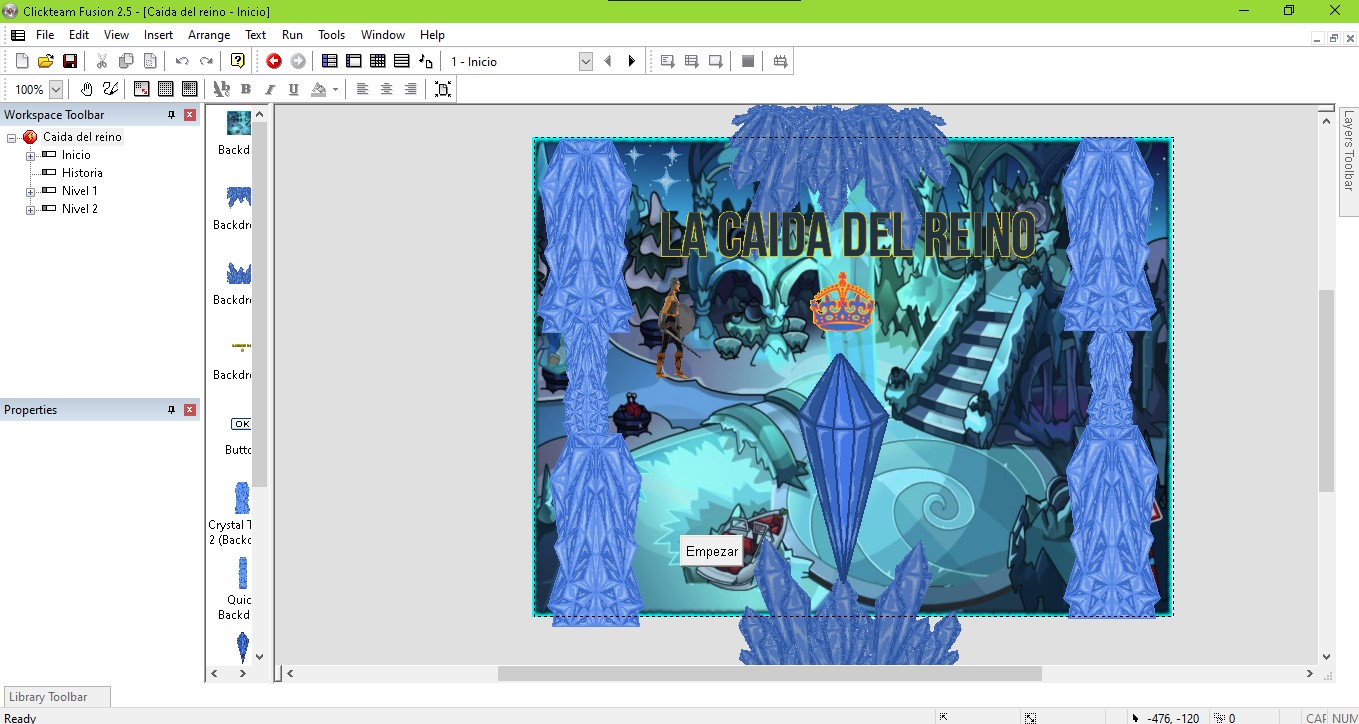 Clickteam Fusion 2.5 - [Caida del reino - Inicio]
File Edit View Insert Arrange Text Run Tools Window Help
1 - Inicio
100%
B I U
Workspace Toolbar
Caida del reino
Inicio
Historia
Nivel 1
Nivel 2
Properties
Backd
Backdr
Backdr
Backdr
OK
Butto
Crystal T
2 (Backd
Quic
Backd
LA CAIDA DEL REINO
Empezar
Layers Toolbar
Library Toolbar
Ready
-476, -120
0
CAF NUM